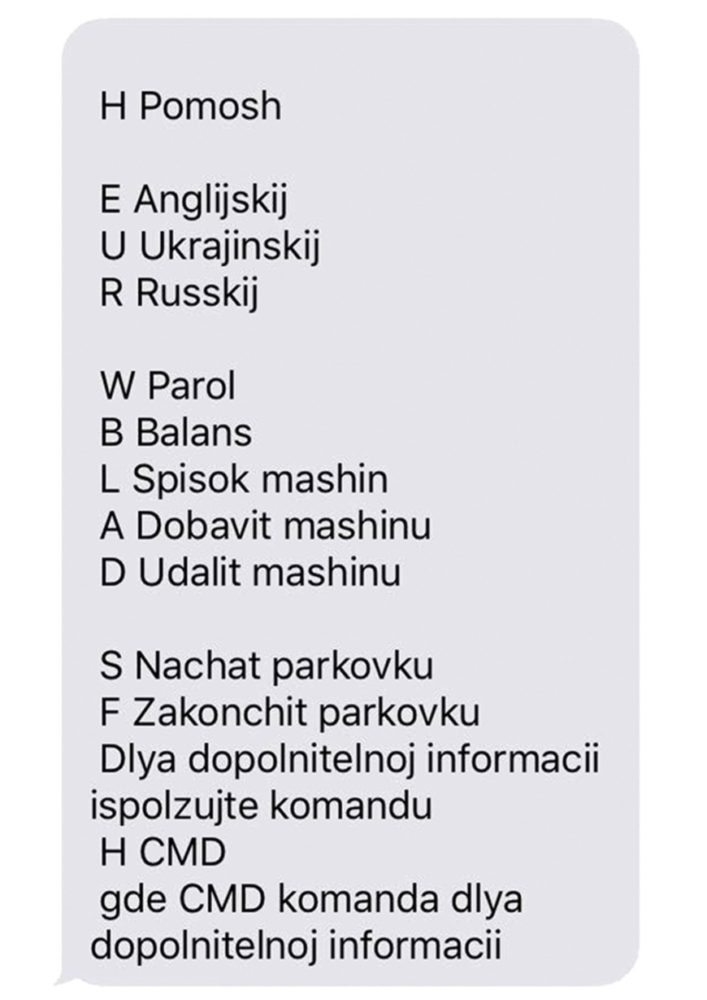 H Pomosh
E Anglijskij
U Ukrajinskij
R Russkij
W Parol
B Balans
L Spisok mashin
A Dobavit mashinu
D Udalit mashinu
S Nachat parkovku
F Zakonchit parkovku
Dlya dopolnitelnoj informacii
ispolzujte komandu
H CMD
gde CMD komanda dlya
dopolnitelnoj informacii